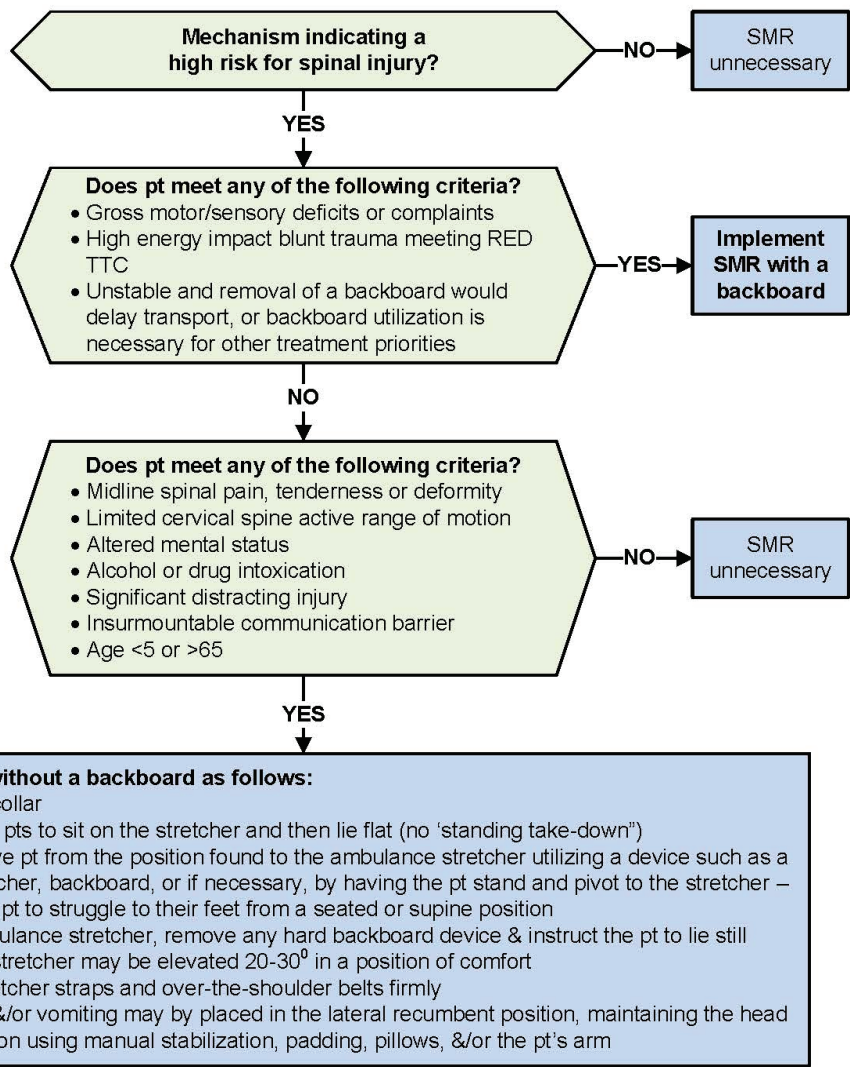 Mechanism indicating a
high risk for spinal injury?
NO
SMR
unnecessary
YES
Does pt meet any of the following criteria?
• Gross motor/sensory deficits or complaints
• High energy impact blunt trauma meeting RED
TTC
• Unstable and removal of a backboard would
delay transport, or backboard utilization is
necessary for other treatment priorities
YES
Implement
SMR with a
backboard
NO
Does pt meet any of the following criteria?
• Midline spinal pain, tenderness or deformity
• Limited cervical spine active range of motion
• Altered mental status
• Alcohol or drug intoxication
• Significant distracting injury
• Insurmountable communication barrier
• Age <5 or >65
NO
SMR
unnecessary
YES
without a backboard as follows:
collar
pts to sit on the stretcher and then lie flat (no ‘standing take-down”)
pt from the position found to the ambulance stretcher utilizing a device such as a
backboard, or if necessary, by having the pt stand and pivot to the stretcher –
pt to struggle to their feet from a seated or supine position
stretcher, remove any hard backboard device & instruct the pt to lie still
stretcher may be elevated 20-30⁰ in a position of comfort
straps and over-the-shoulder belts firmly
&/or vomiting may by placed in the lateral recumbent position, maintaining the head
using manual stabilization, padding, pillows, &/or the pt’s arm